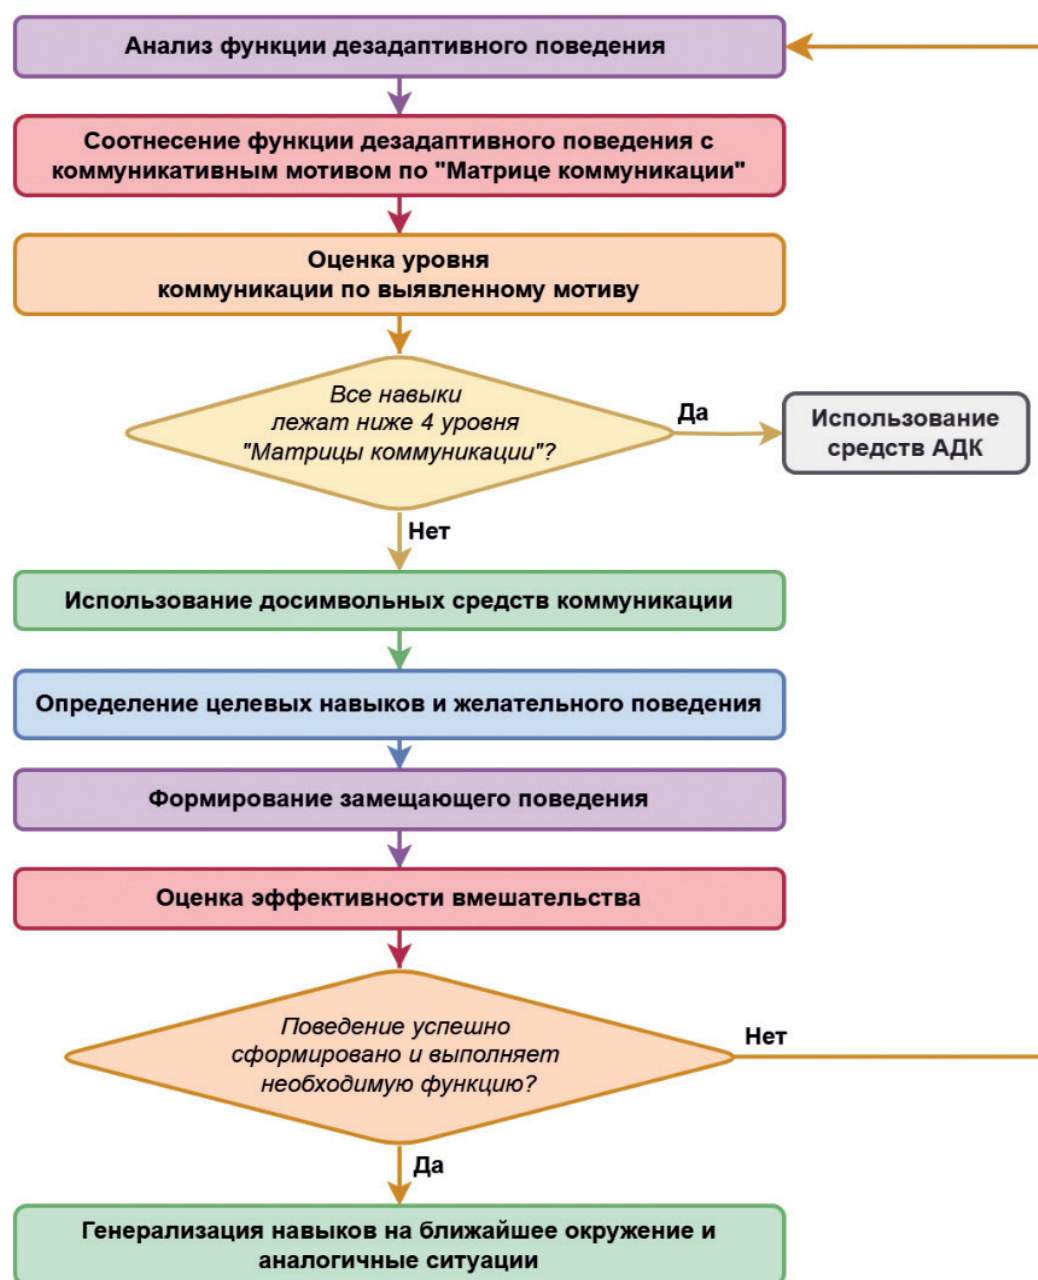 Анализ функции дезадаптивного поведения
Соотнесение функции дезадаптивного поведения с
коммуникативным мотивом по "Матрице коммуникации"
Оценка уровня
коммуникации по выявленному мотиву
Все навыки
лежат ниже 4 уровня
"Матрицы коммуникации"?
Да
Использование
средств АДК
Нет
Использование досимвольных средств коммуникации
Определение целевых навыков и желательного поведения
Формирование замещающего поведения
Оценка эффективности вмешательства
Поведение успешно
сформировано и выполняет
необходимую функцию?
Нет
Да
Генерализация навыков на ближайшее окружение и
аналогичные ситуации